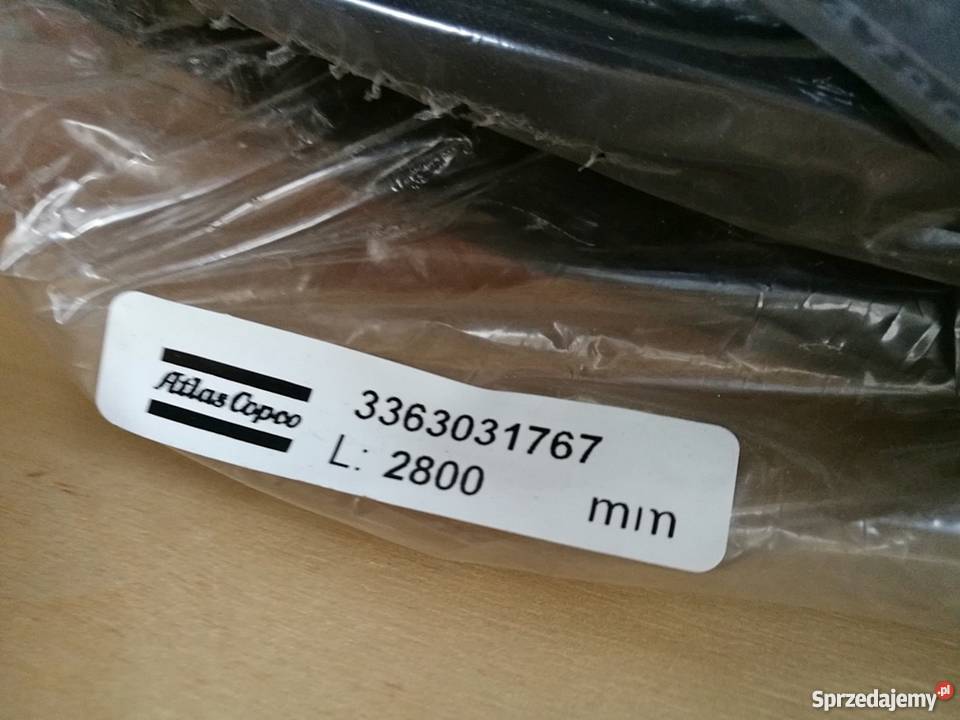 Atlas Copco
3363031767
L: 2800 mm
Sprzedajemy.pl